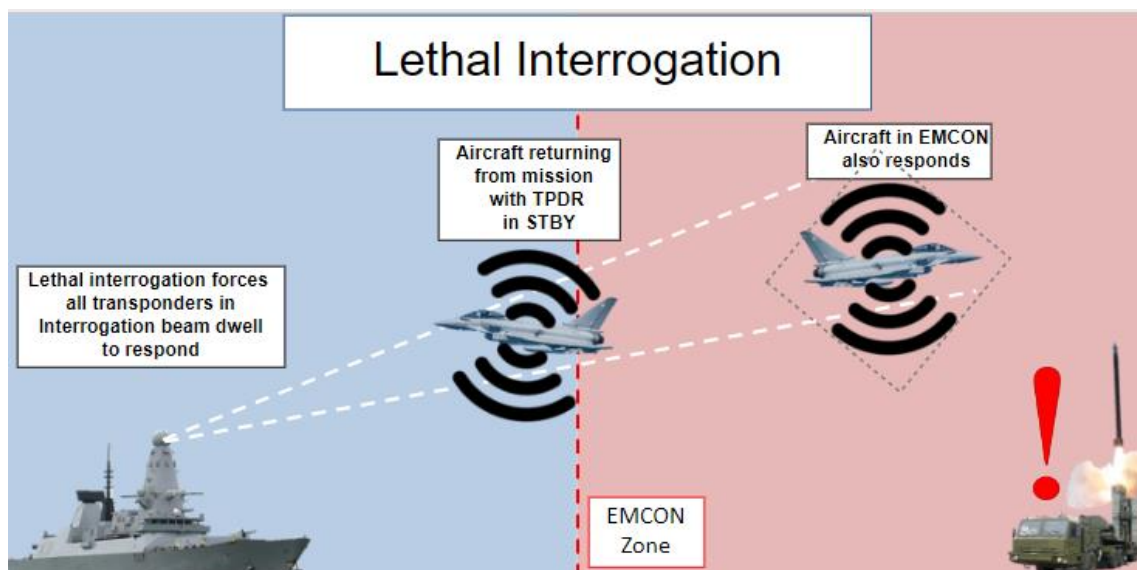 Lethal Interrogation
Aircraft in EMCON
also responds
Aircraft returning
from mission
with TPDR
in STBY
Lethal interrogation forces
all transponders in
Interrogation beam dwell
to respond
EMCON
Zone